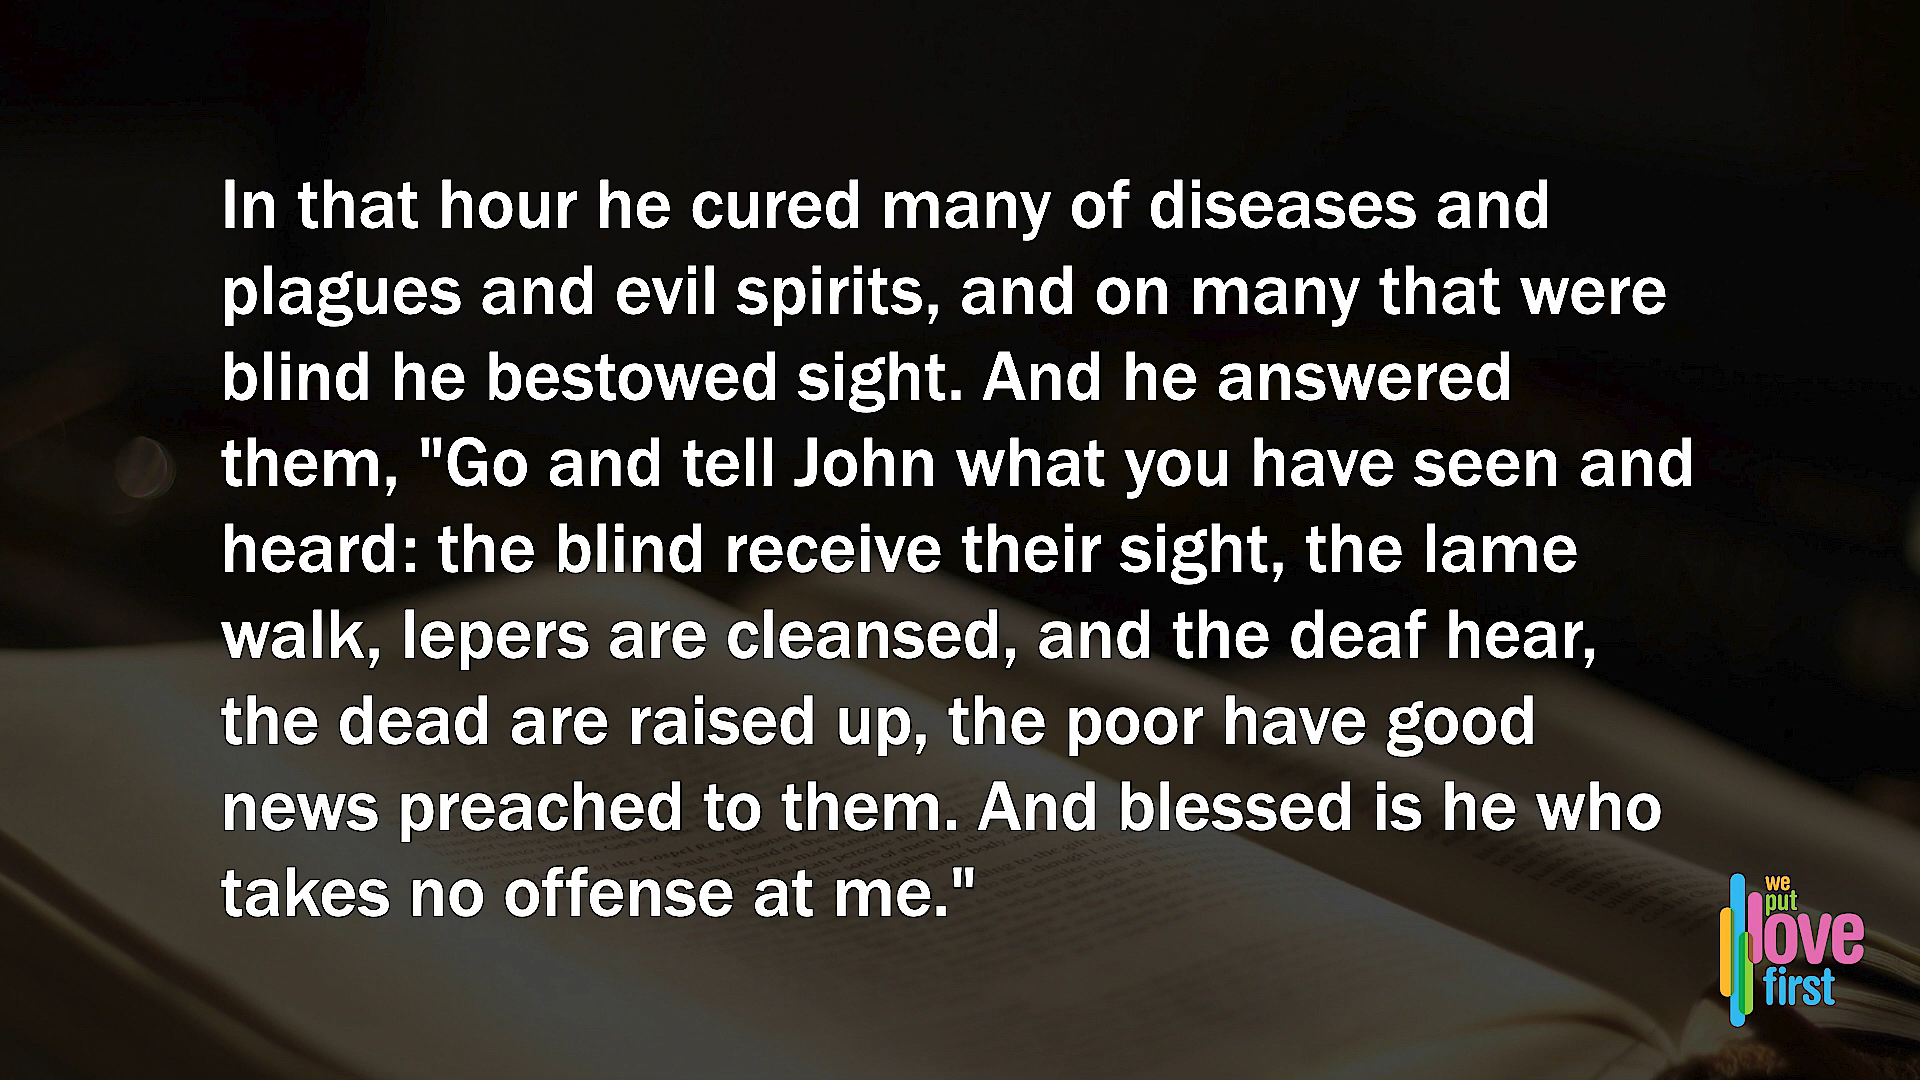 In that hour he cured many of diseases and
plagues and evil spirits, and on many that were
blind he bestowed sight. And he answered
them, "Go and tell John what you have seen and
heard: the blind receive their sight, the lame
walk, lepers are cleansed, and the deaf hear,
the dead are raised up, the poor have good
news preached to them. And blessed is he who
takes no offense at me."
we
put
love
first